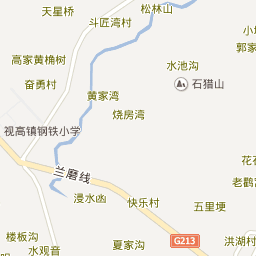 天星桥
松林山
斗匠湾村
郭家
高家黄桷树
水池沟
奋勇村
石猎山
黄家湾
烧房湾
小
视高镇钢铁小学
花
兰磨线
老鹳
浸水函
快乐村
五里埂
楼板沟
G213
洪湖村
水观音
夏家沟